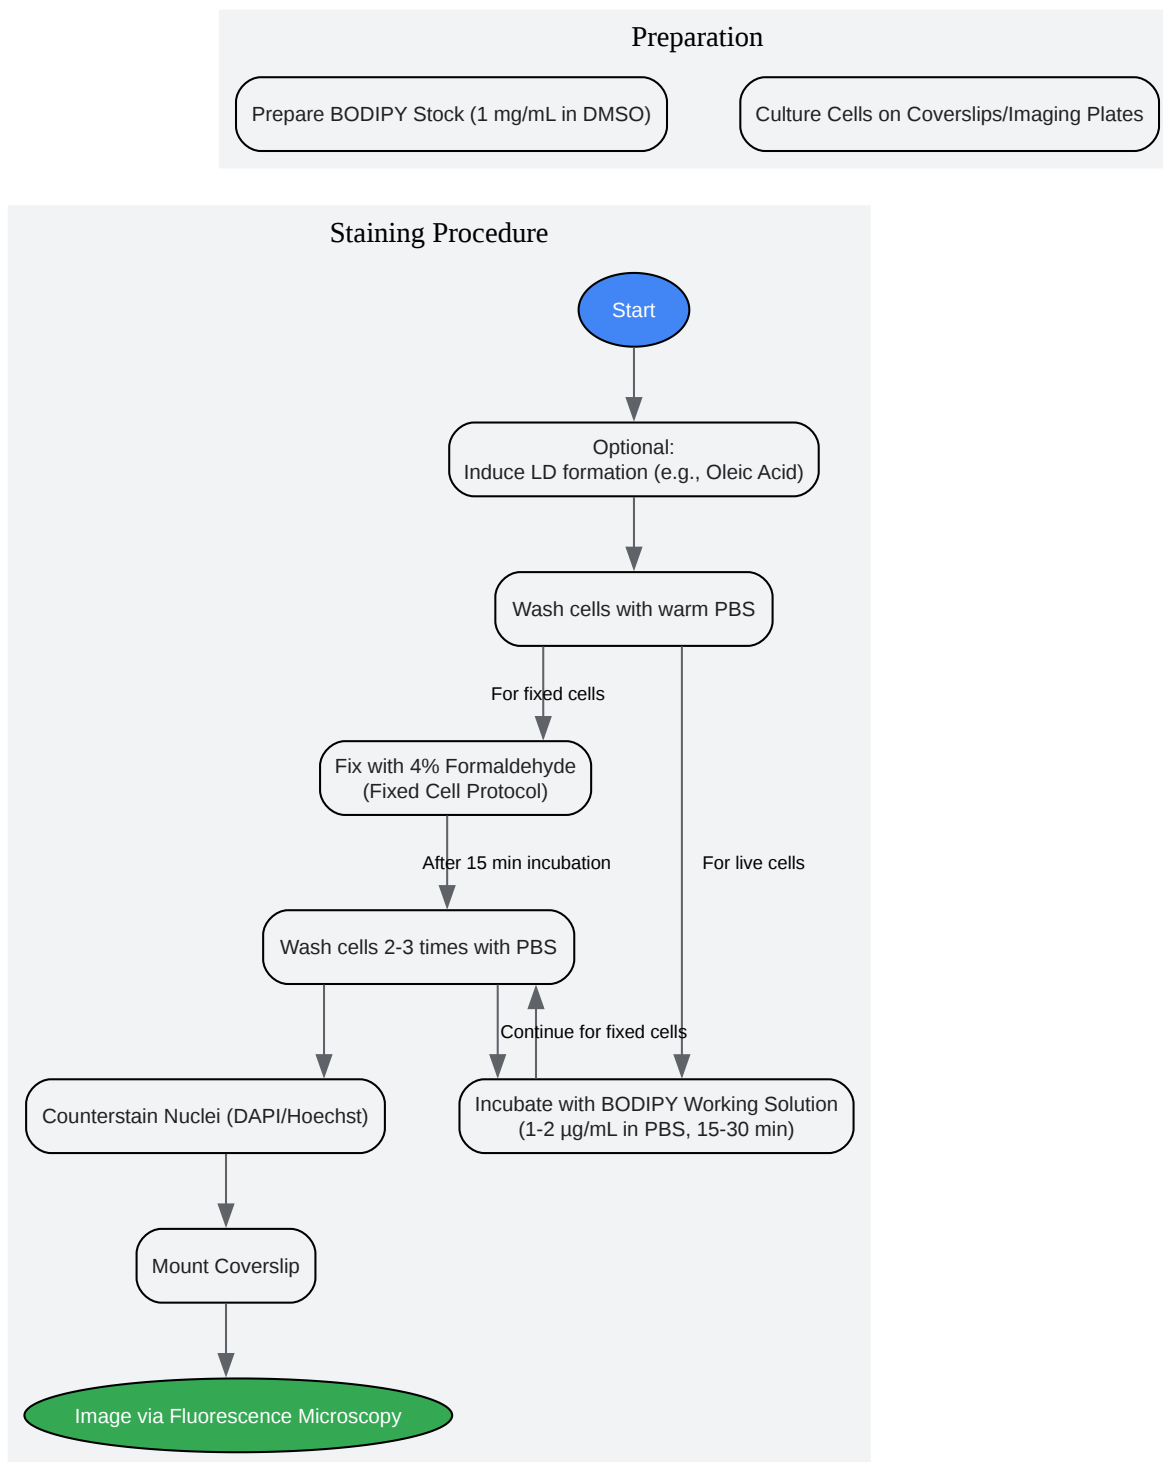 Preparation
Prepare BODIPY Stock (1 mg/mL in DMSO)
Culture Cells on Coverslips/Imaging Plates
Staining Procedure
Start
Optional:
Induce LD formation (e.g., Oleic Acid)
Wash cells with warm PBS
For fixed cells
Fix with 4% Formaldehyde
(Fixed Cell Protocol)
After 15 min incubation
For live cells
Wash cells 2-3 times with PBS
Continue for fixed cells
Counterstain Nuclei (DAPI/Hoechst)
Incubate with BODIPY Working Solution
(1-2 µg/mL in PBS, 15-30 min)
Mount Coverslip
Image via Fluorescence Microscopy